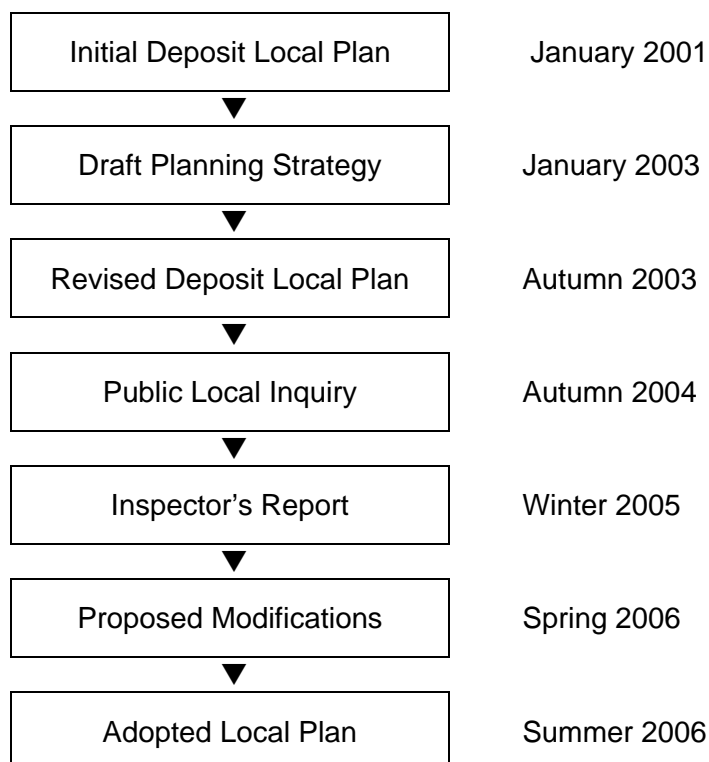 Initial Deposit Local Plan January 2001
Draft Planning Strategy January 2003
Revised Deposit Local Plan Autumn 2003
Public Local Inquiry Autumn 2004
Inspector’s Report Winter 2005
Proposed Modifications Spring 2006
Adopted Local Plan Summer 2006